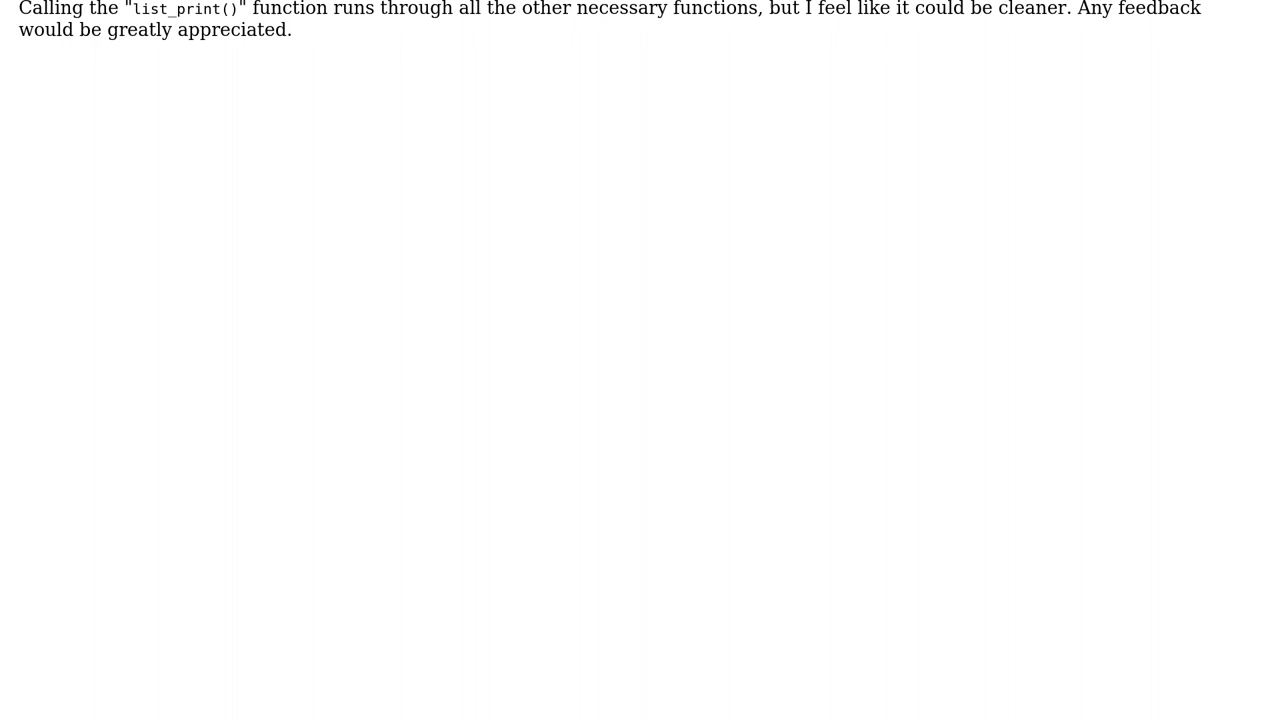 Calling the "list_print()" function runs through all the other necessary functions, but I feel like it could be cleaner. Any feedback
would be greatly appreciated.